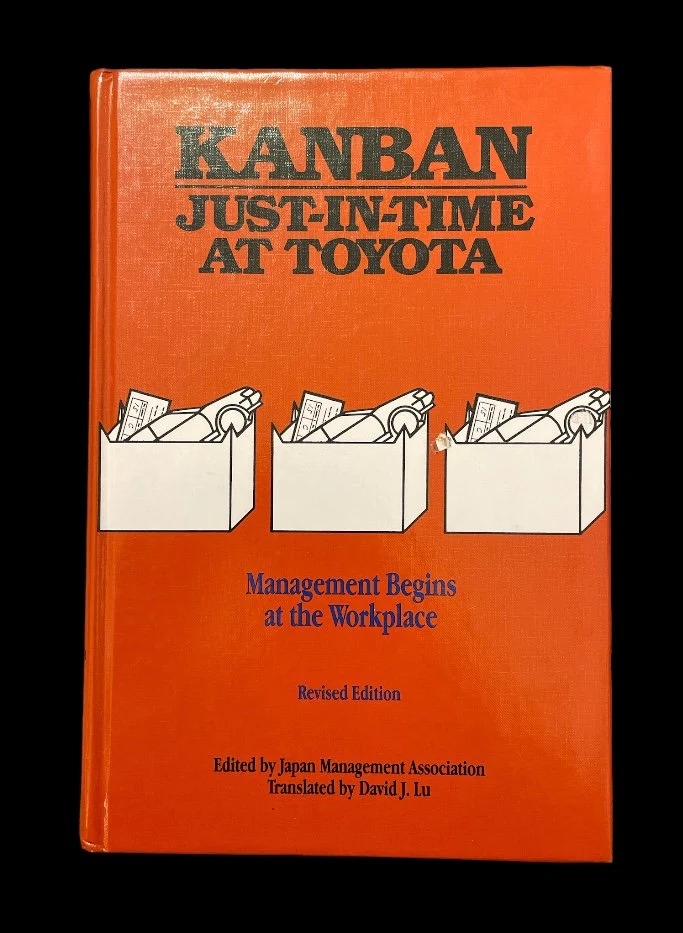 KANBAN
JUST-IN-TIME
AT TOYOTA
Management Begins
at the Workplace
Revised Edition
Edited by Japan Management Association
Translated by David J. Lu